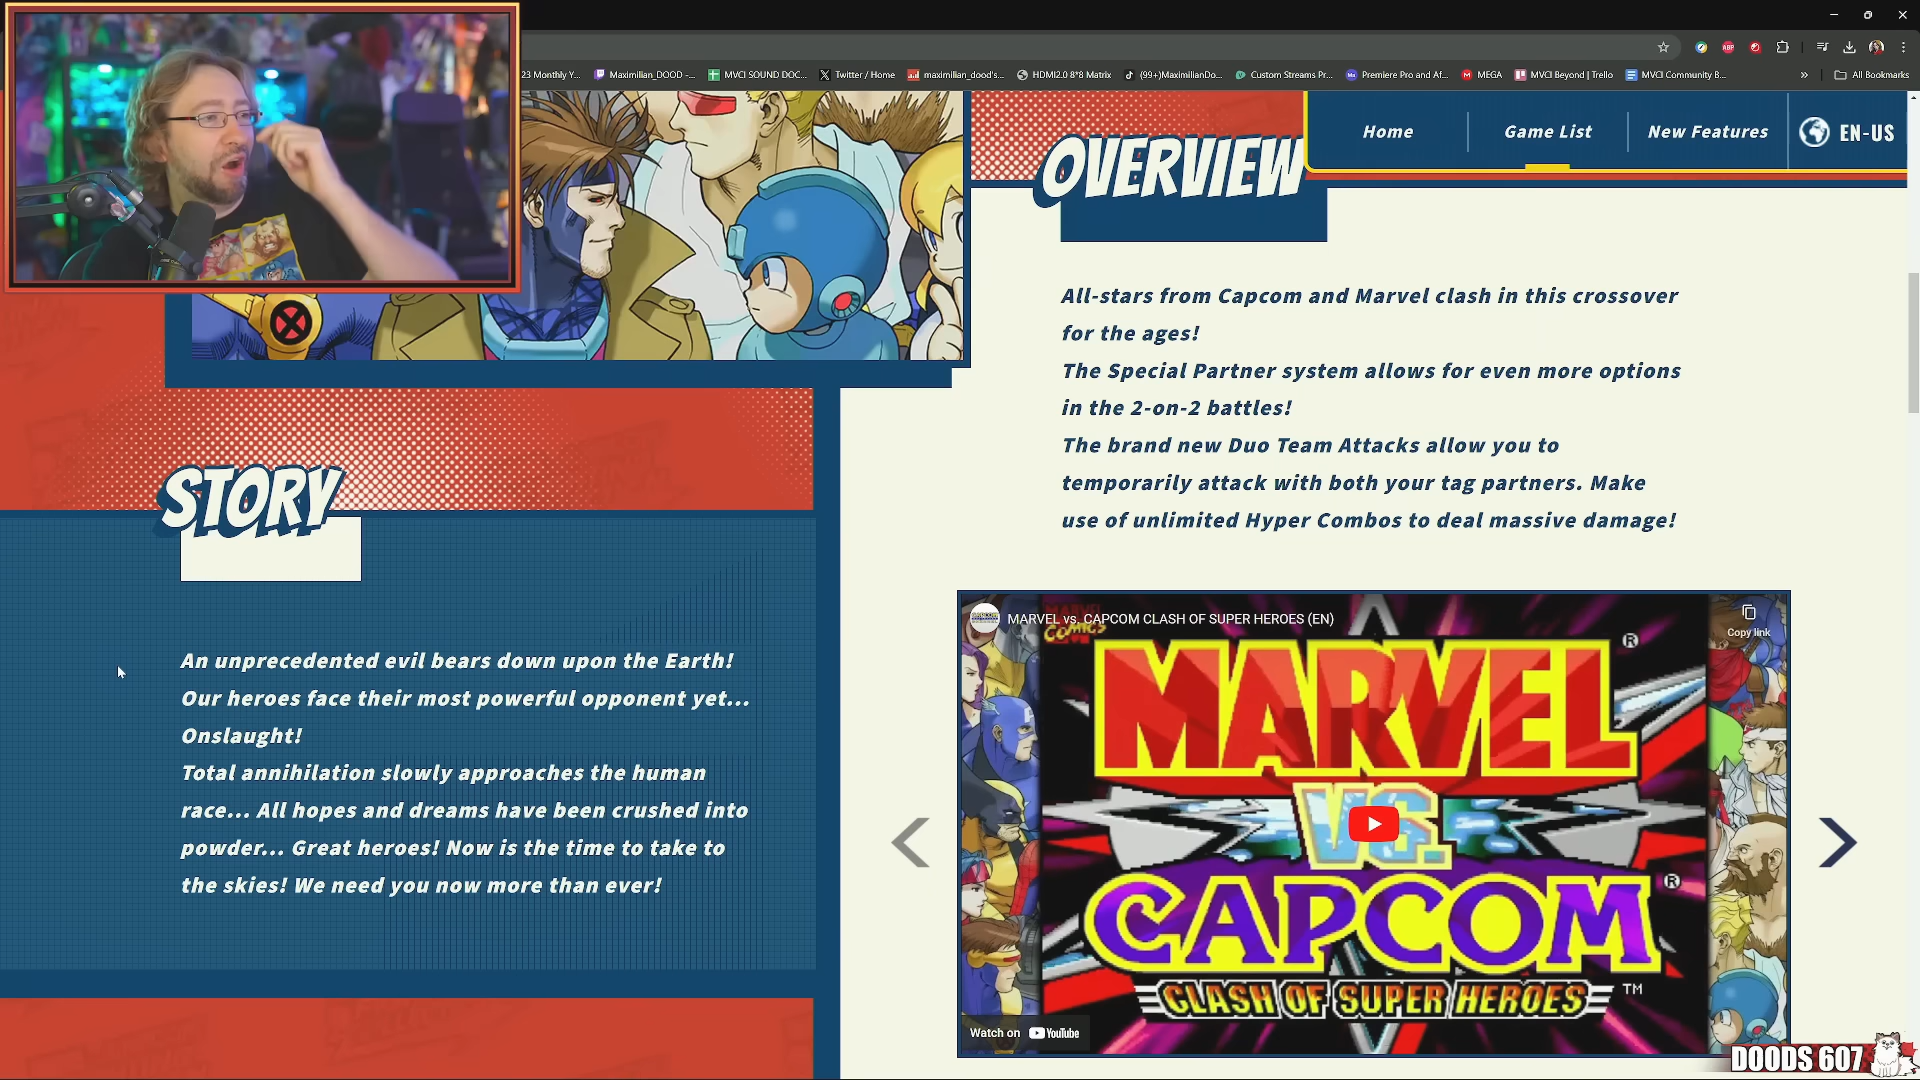 23 Monthly Y...
Maximilian_DOOD -...
MVCI SOUND DOC...
Twitter / Home
maximilian_dood's...
HDMI2.0 8*8 Matrix
(99+)MaximilianDo...
Custom Streams Pr...
Premiere Pro and Af...
MEGA
MVCI Beyond | Trello
MVCI Community B...
»
All Bookmarks
Home
Game List
New Features
EN-US
OVERVIEW
All-stars from Capcom and Marvel clash in this crossover
for the ages!
The Special Partner system allows for even more options
in the 2-on-2 battles!
The brand new Duo Team Attacks allow you to
temporarily attack with both your tag partners. Make
use of unlimited Hyper Combos to deal massive damage!
STORY
An unprecedented evil bears down upon the Earth!
Our heroes face their most powerful opponent yet...
Onslaught!
Total annihilation slowly approaches the human
race... All hopes and dreams have been crushed into
powder... Great heroes! Now is the time to take to
the skies! We need you now more than ever!
MARVEL vs. CAPCOM CLASH OF SUPER HEROES (EN)
Copy link
MARVEL COMICS
MARVEL®
VS.
CAPCOM®
CLASH OF SUPER HEROES™
Watch on YouTube
DOODS 607